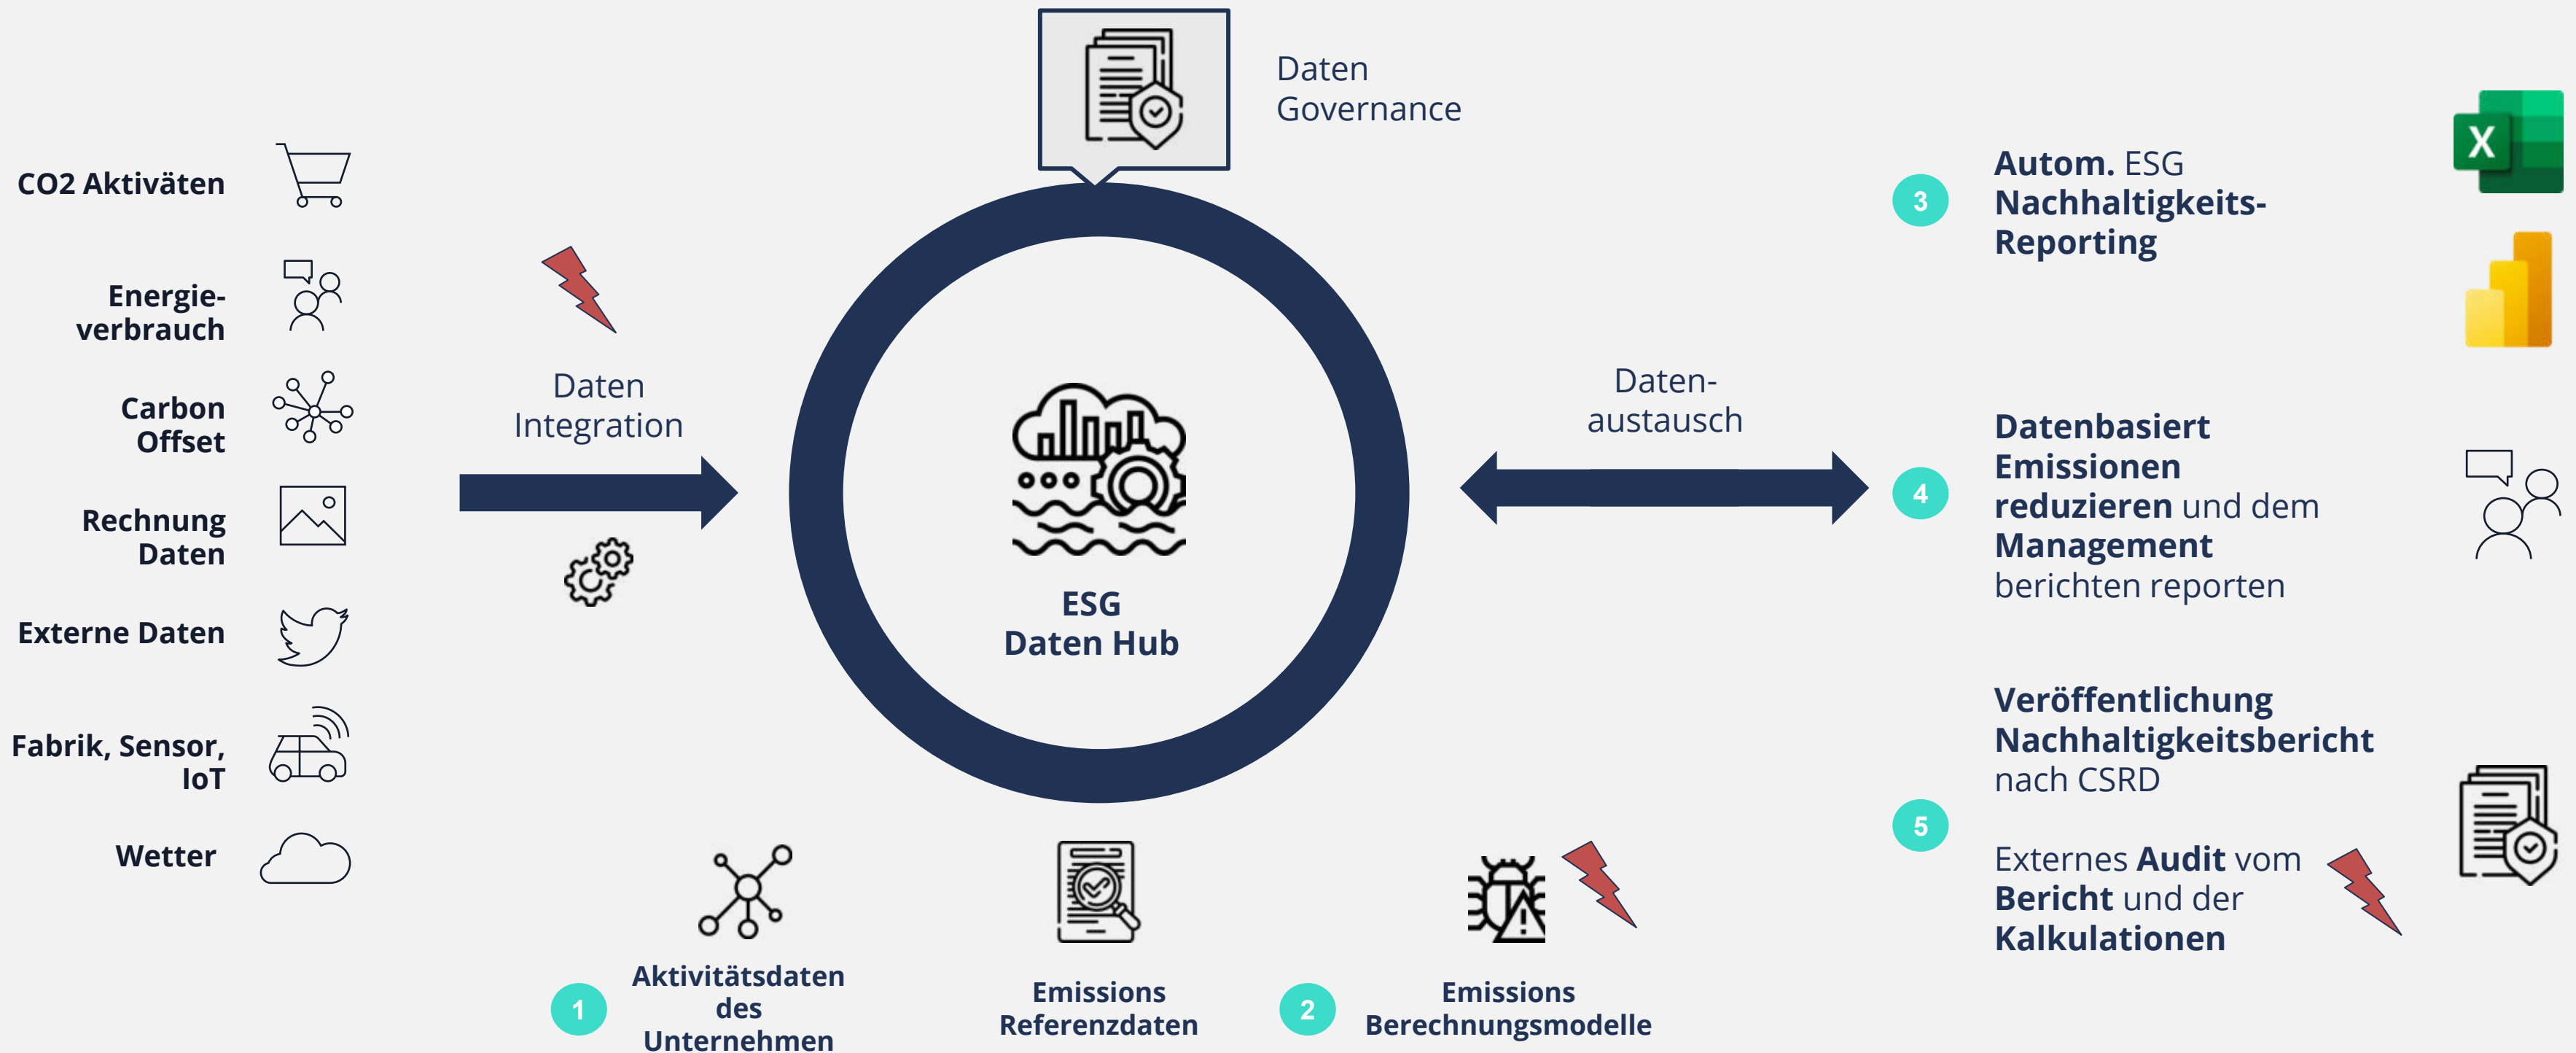 Daten
Governance
CO2 Aktiväten
Energie-
verbrauch
Carbon
Offset
Rechnung
Daten
Externe Daten
Fabrik, Sensor,
IoT
Wetter
Daten
Integration
ESG
Daten Hub
Daten-
austausch
1
Aktivitätsdaten
des
Unternehmen
Emissions
Referenzdaten
2
Emissions
Berechnungsmodelle
3
Autom. ESG
Nachhaltigkeits-
Reporting
X
4
Datenbasiert
Emissionen
reduzieren und dem
Management
berichten reporten
5
Veröffentlichung
Nachhaltigkeitsbericht
nach CSRD
Externes Audit vom
Bericht und der
Kalkulationen